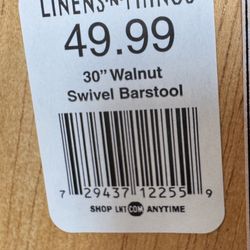 LINENS·N·THINGS
49.99
30" Walnut
Swivel Barstool
7 29437 12255 9
SHOP LNT.COM ANYTIME